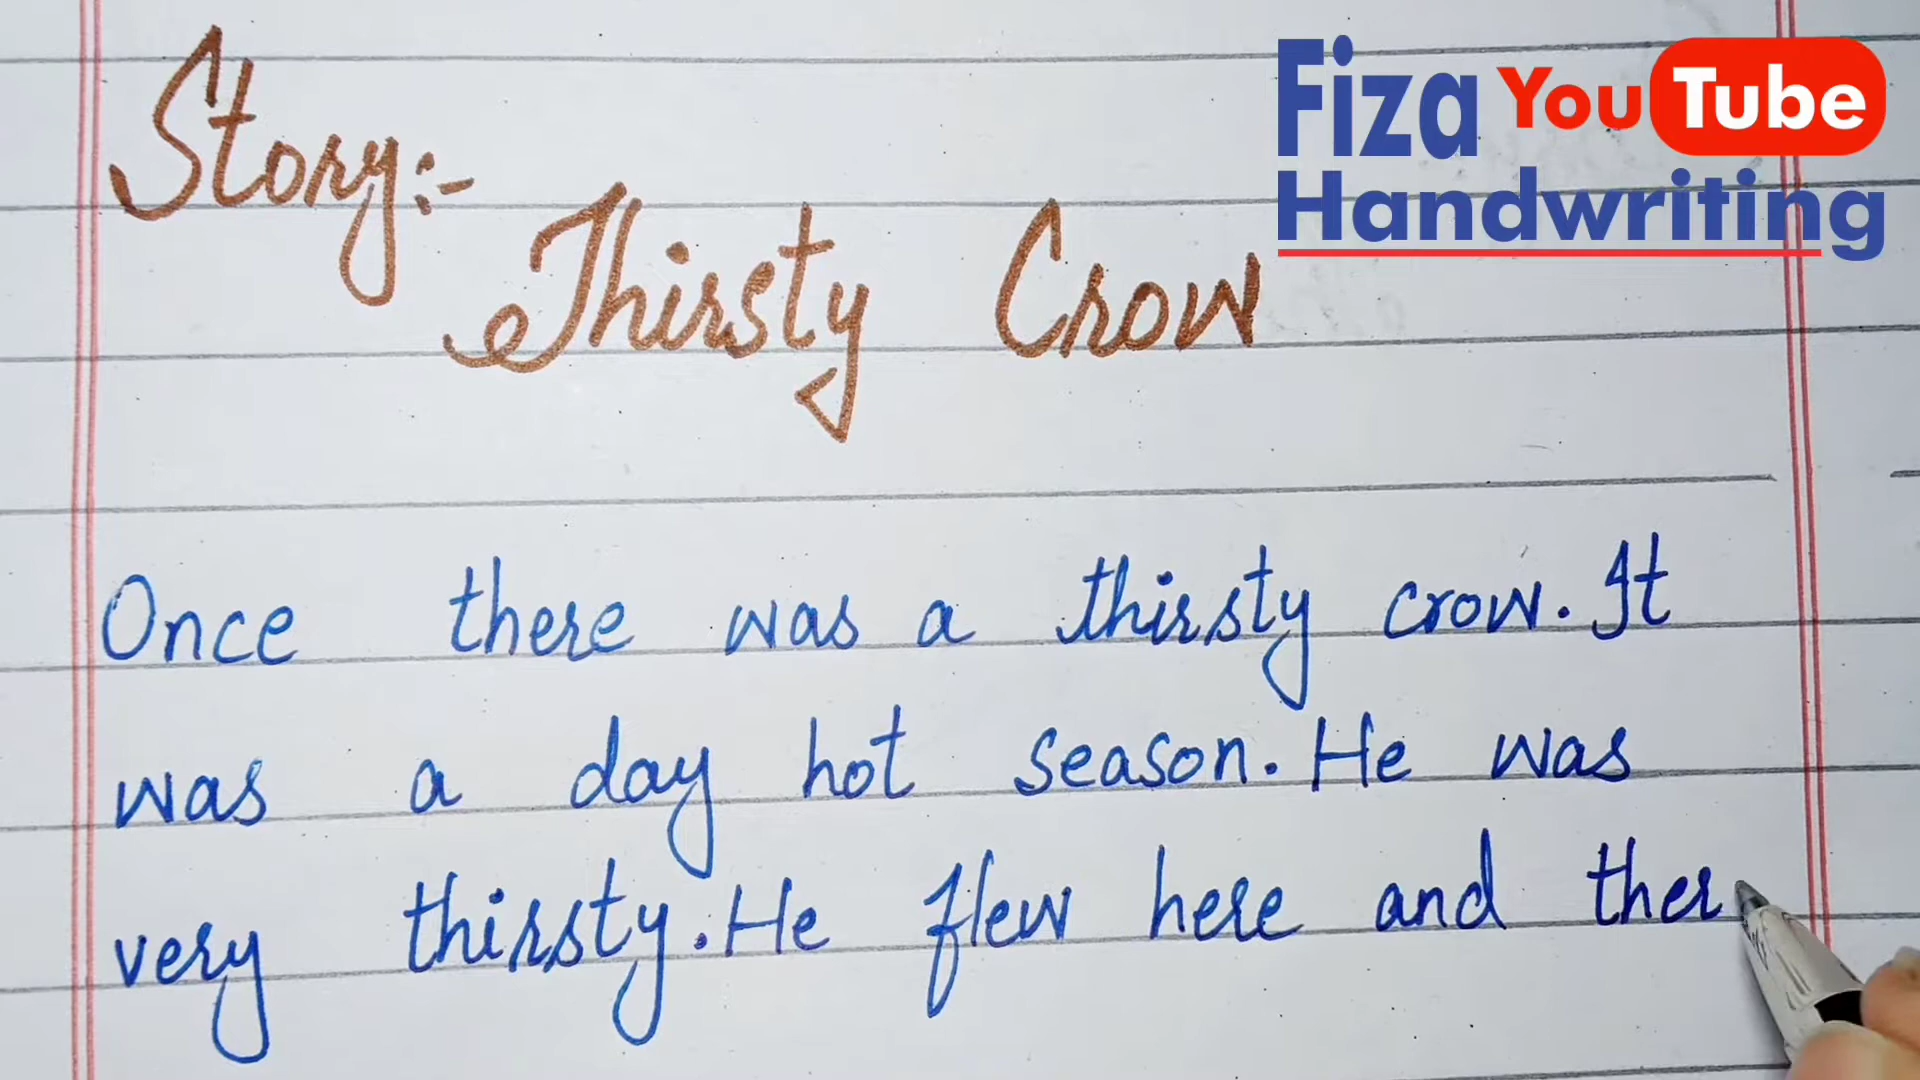 Story:-
Thirsty Crow
Fiza YouTube
Handwriting
Once there was a thirsty crow. It
was a day hot season. He was
very thirsty. He flew here and ther